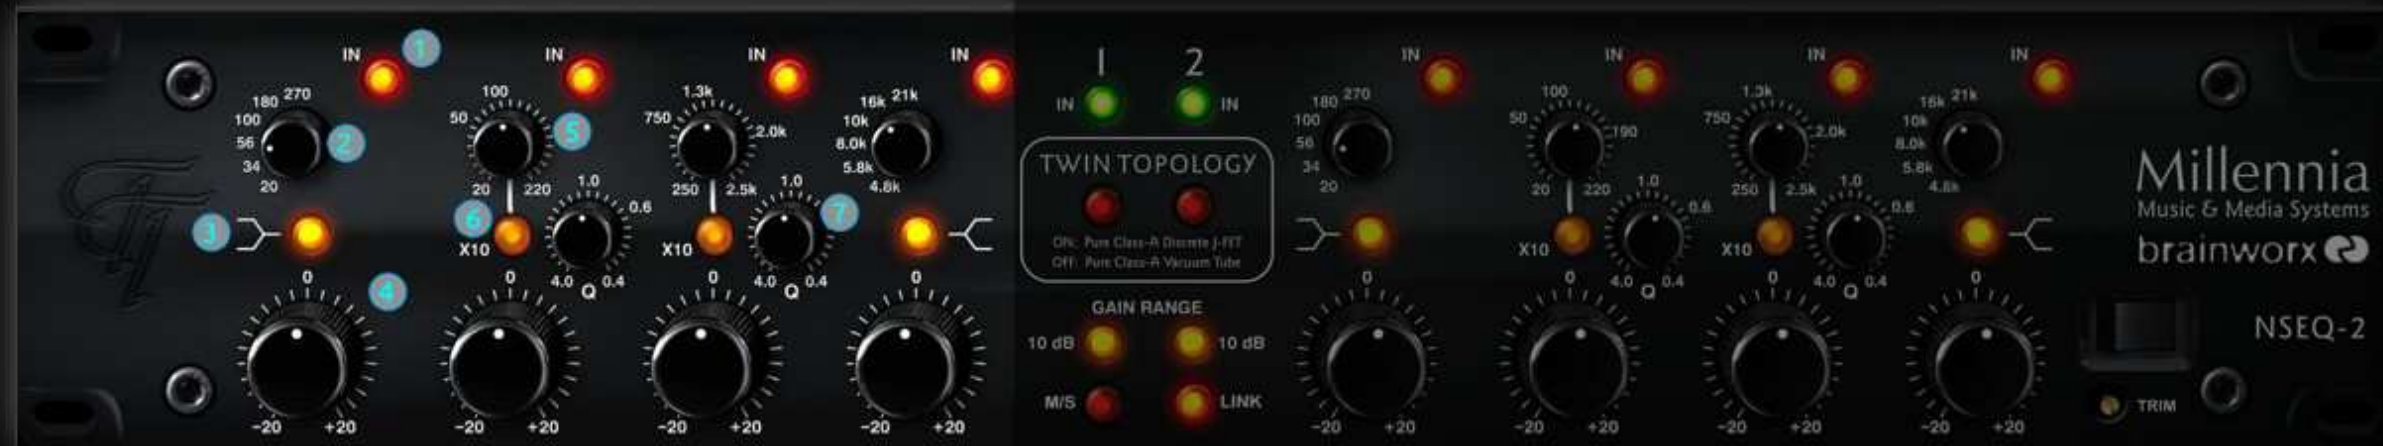 IN 1 IN IN IN
180 270
100
56
34
20
2
3
0
4
-20 +20
100
50
5
20 220
6
X10
1.0
0.6
4.0 0.4
Q
0
-20 +20
1.3k
750
2.0k
250 2.5k
X10
1.0
7
4.0 0.4
Q
0
-20 +20
16k 21k
10k
8.0k
5.8k
4.8k
0
-20 +20
1 2
IN IN
TWIN TOPOLOGY
ON: Pure Class-A Discrete J-FET
Off: Pure Class-A Vacuum Tube
GAIN RANGE
10 dB 10 dB
M/S LINK
IN IN IN IN
180 270
100
56
34
20
0
-20 +20
100
50
190
20 220
X10
1.0
0.6
4.0 0.4
Q
0
-20 +20
1.3k
750
2.0k
250 2.5k
X10
1.0
0.6
4.0 0.4
Q
0
-20 +20
16k 21k
10k
8.0k
5.8k
4.8k
0
-20 +20
Millennia
Music & Media Systems
brainworx
NSEQ-2
TRIM